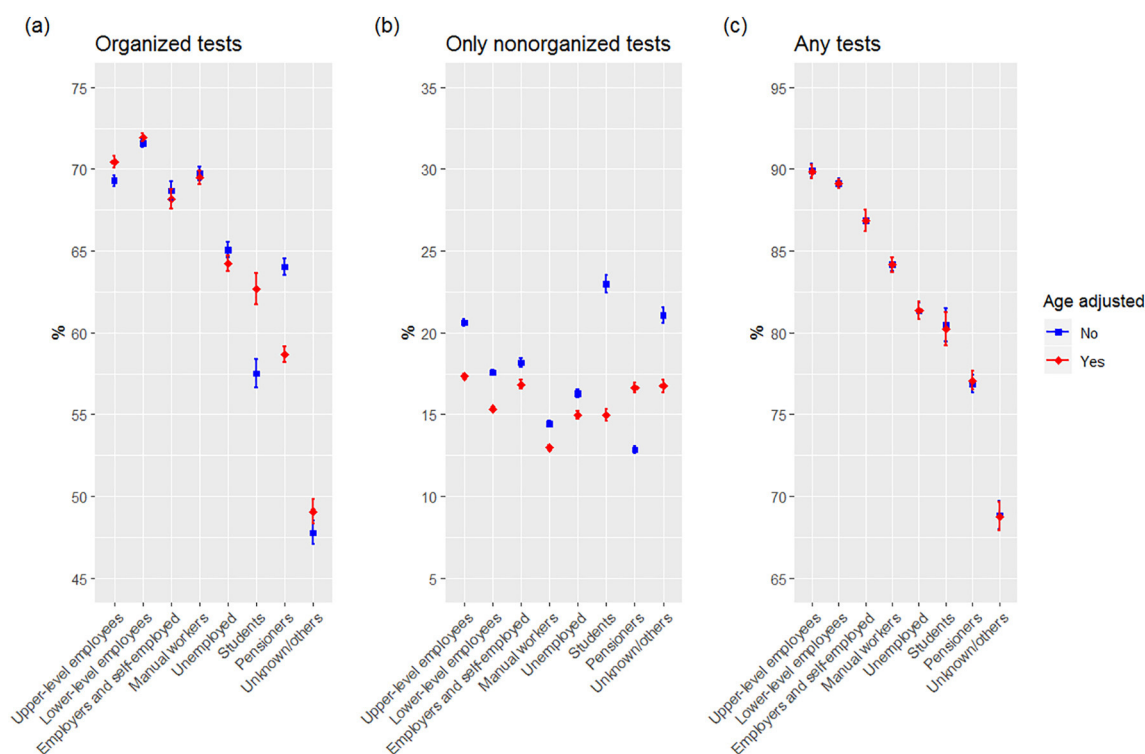 (a)
Organized tests
%
75
70
65
60
55
50
45
Upper-level employees
Lower-level employees
Employers and self-employed
Manual workers
Unemployed
Students
Pensioners
Unknown/others
(b)
Only nonorganized tests
%
35
30
25
20
15
10
5
Upper-level employees
Lower-level employees
Employers and self-employed
Manual workers
Unemployed
Students
Pensioners
Unknown/others
(c)
Any tests
%
95
90
85
80
75
70
65
Upper-level employees
Lower-level employees
Employers and self-employed
Manual workers
Unemployed
Students
Pensioners
Unknown/others
Age adjusted
No
Yes